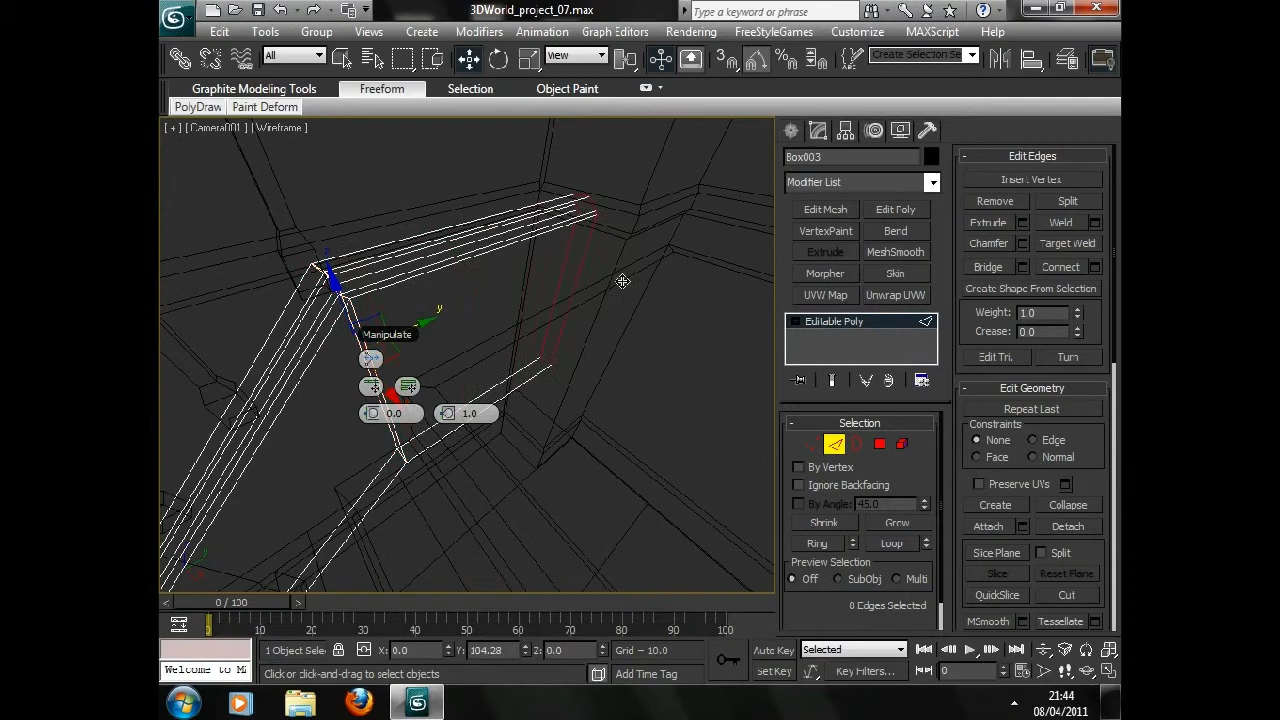 3DWorld_project_07.max
Type a keyword or phrase
Edit Tools Group Views Create Modifiers Animation Graph Editors Rendering FreeStyleGames Customize MAXScript Help
All View Create Selection Se
Graphite Modeling Tools Freeform Selection Object Paint
PolyDraw Paint Deform
[ + ] [ Camera001 ] [ Wireframe ]
Box003
Modifier List
Edit Mesh Edit Poly
VertexPaint Bend
Extrude MeshSmooth
Morpher Skin
UVW Map Unwrap UVW
Editable Poly
Selection
By Vertex
Ignore Backfacing
By Angle: 45.0
Shrink Grow
Ring Loop
Preview Selection
Off SubObj Multi
0 Edges Selected
Edit Edges
Insert Vertex
Remove Split
Extrude Weld
Chamfer Target Weld
Bridge Connect
Create Shape From Selection
Weight: 1.0
Crease: 0.0
Edit Tri. Turn
Edit Geometry
Repeat Last
Constraints
None Edge
Face Normal
Preserve UVs
Create Collapse
Attach Detach
Slice Plane Split
Slice Reset Plane
QuickSlice Cut
MSmooth Tessellate
z
y
Manipulate
0.0 1.0
< 0 / 100 >
0 10 20 30 40 50 60 70 80 90 100
1 Object Sele X: 0.0 Y: 104.28 Z: 0.0 Grid = 10.0 Auto Key Selected
Welcome to M Click or click-and-drag to select objects Add Time Tag Set Key Key Filters... 0
21:44
08/04/2011